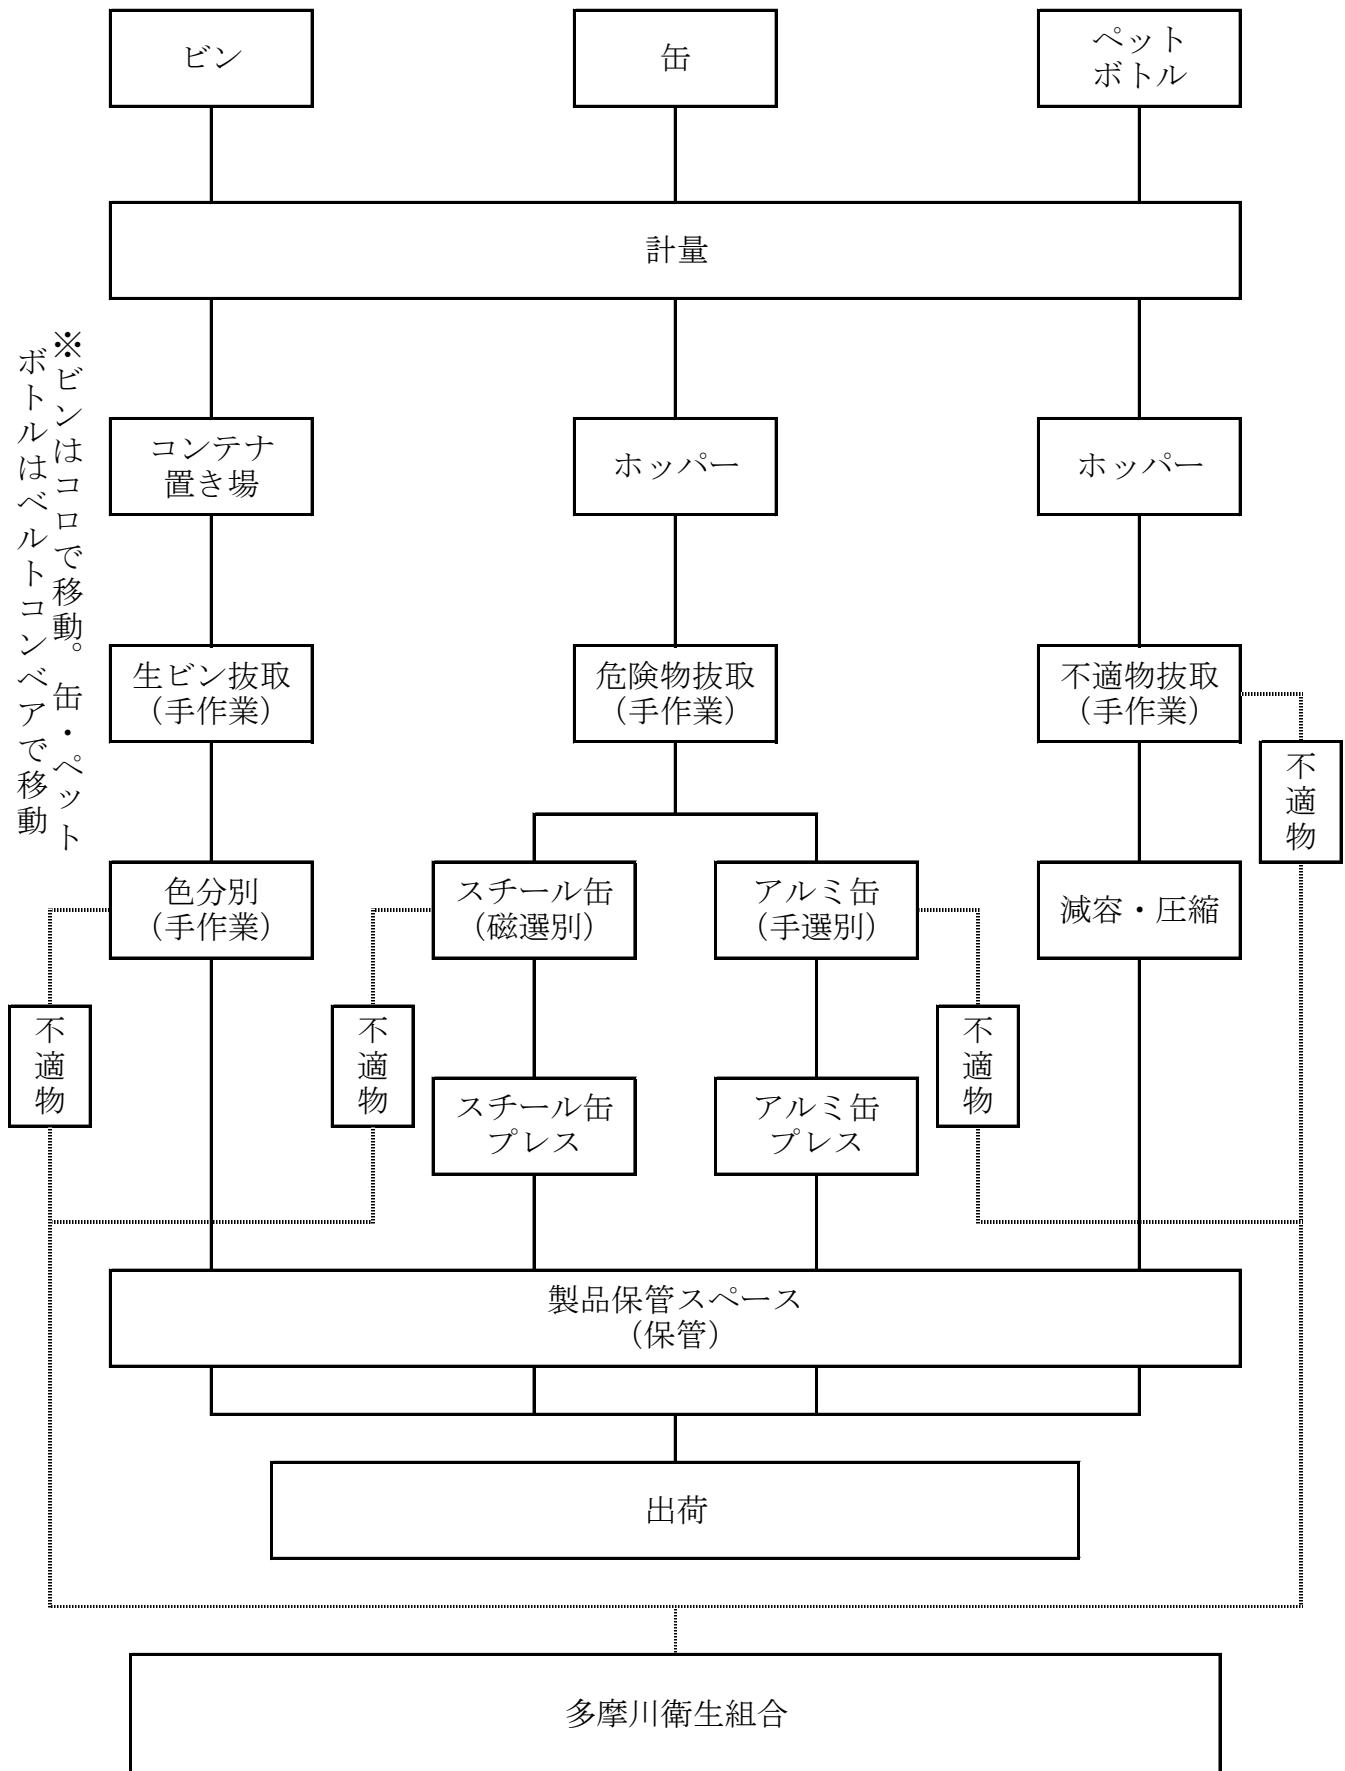 ビン
缶
ペット
ボトル
計量
※ビンはコロで移動。缶・ペット
ボトルはベルトコンベアで移動
コンテナ
置き場
ホッパー
ホッパー
生ビン抜取
（手作業）
危険物抜取
（手作業）
不適物抜取
（手作業）
不適物
色分別
（手作業）
スチール缶
（磁選別）
アルミ缶
（手選別）
減容・圧縮
不適物
不適物
スチール缶
プレス
アルミ缶
プレス
不適物
製品保管スペース
（保管）
出荷
多摩川衛生組合